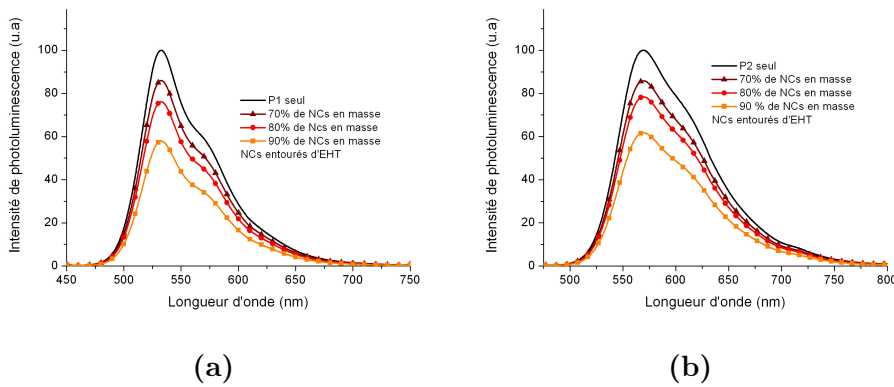 Intensité de photoluminescence (u.a)
100
80
60
40
20
0
450 500 550 600 650 700 750
Longueur d'onde (nm)
P1 seul
70% de NCs en masse
80% de Ncs en masse
90% de NCs en masse
NCs entourés d'EHT
(a)
Intensité de photoluminescence (u.a)
100
80
60
40
20
0
500 550 600 650 700 750 800
Longueur d'onde (nm)
P2 seul
70% de NCs en masse
80% de NCs en masse
90 % de NCs en masse
NCs entourés d'EHT
(b)